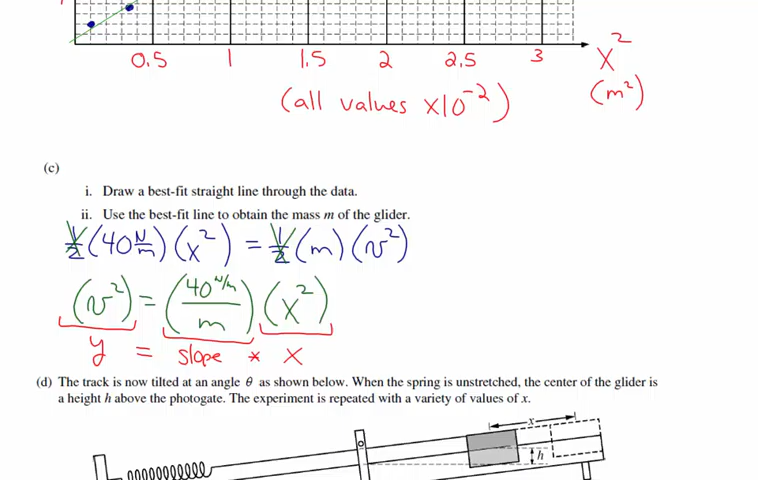 0.5 1 1.5 2 2.5 3 x²
(all values x10⁻²) (m²)
(c)
i. Draw a best-fit straight line through the data.
ii. Use the best-fit line to obtain the mass m of the glider.
½(40 N/m)(x²) = ½(m)(v²)
(v²) = (40 N/m / m)(x²)
y = slope * x
(d) The track is now tilted at an angle θ as shown below. When the spring is unstretched, the center of the glider is
a height h above the photogate. The experiment is repeated with a variety of values of x.
x
h